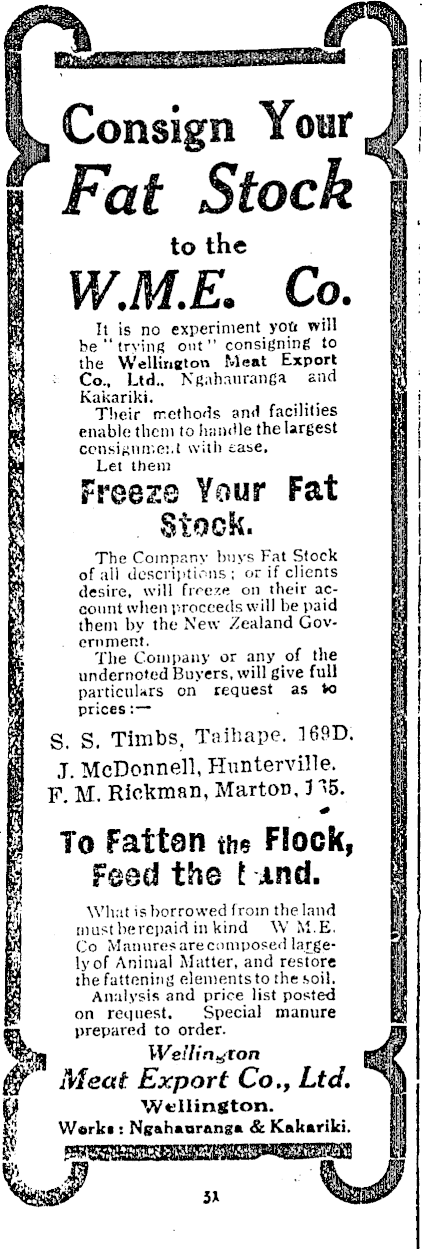 Consign Your
Fat Stock
to the
W.M.E. Co.
It is no experiment you will
be "trying out" consigning to
the Wellington Meat Export
Co., Ltd., Ngahauranga and
Kakariki.
Their methods and facilities
enable them to handle the largest
consignment with ease.
Let them
Freeze Your Fat
Stock.
The Company buys Fat Stock
of all descriptions; or if clients
desire, will freeze on their ac-
count when proceeds will be paid
them by the New Zealand Gov-
ernment.
The Company or any of the
undernoted Buyers, will give full
particulars on request as to
prices:—
S. S. Timbs, Taihape. 169D.
J. McDonnell, Hunterville.
F. M. Rickman, Marton,
To Fatten the Flock,
Feed the Land.
What is borrowed from the land
must be repaid in kind W M.E.
Co Manures are composed large-
ly of Animal Matter, and restore
the fattening elements to the soil.
Analysis and price list posted
on request. Special manure
prepared to order.
Wellington
Meat Export Co., Ltd.
Wellington.
Works: Ngahauranga & Kakariki.
31